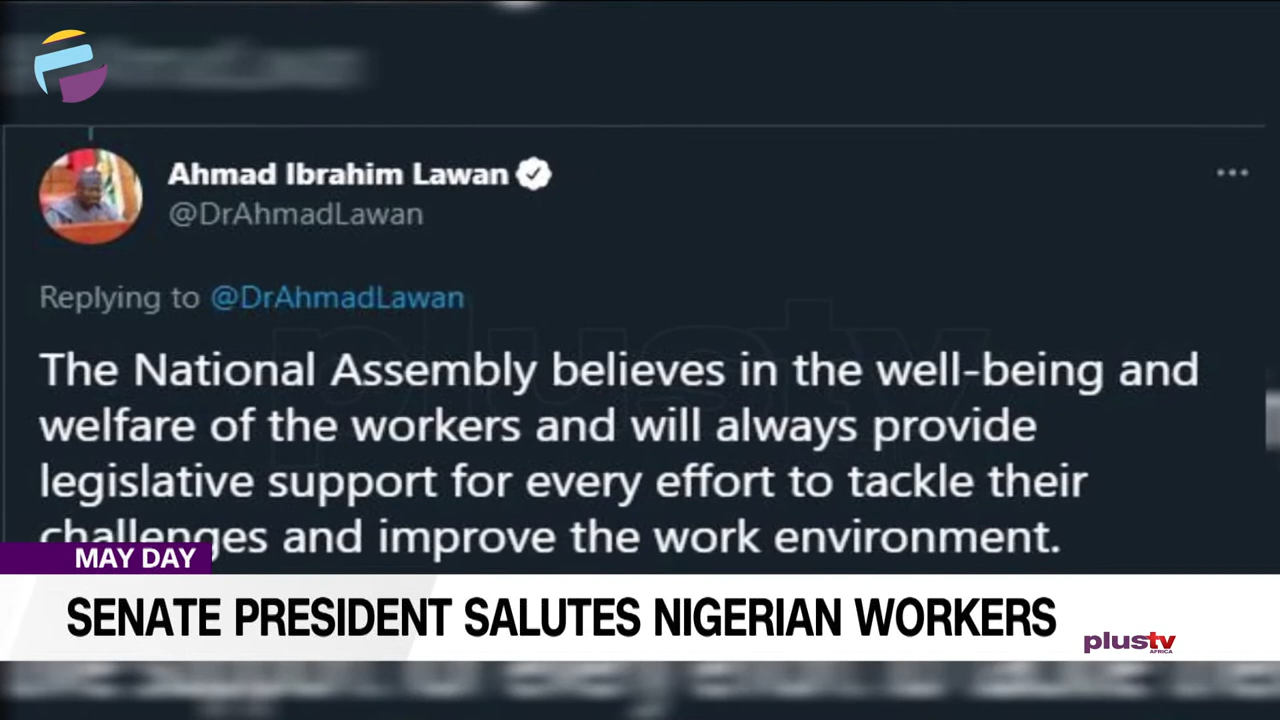 Ahmad Ibrahim Lawan
@DrAhmadLawan
Replying to @DrAhmadLawan
The National Assembly believes in the well-being and
welfare of the workers and will always provide
legislative support for every effort to tackle their
challenges and improve the work environment.
MAY DAY
SENATE PRESIDENT SALUTES NIGERIAN WORKERS
plustv
AFRICA
plustv